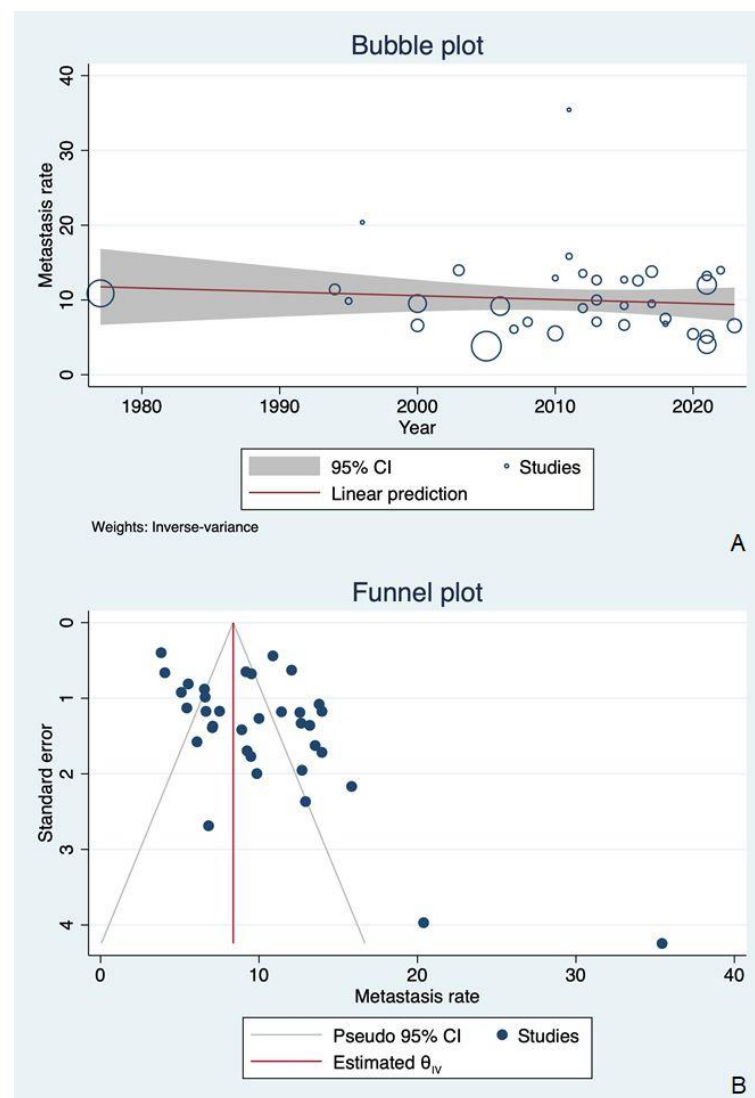 Bubble plot
40
30
20
10
0
Metastasis rate
1980 1990 2000 2010 2020
Year
95% CI Studies
Linear prediction
Weights: Inverse-variance
A
Funnel plot
0
1
2
3
4
Standard error
0 10 20 30 40
Metastasis rate
Pseudo 95% CI Studies
Estimated θIV
B